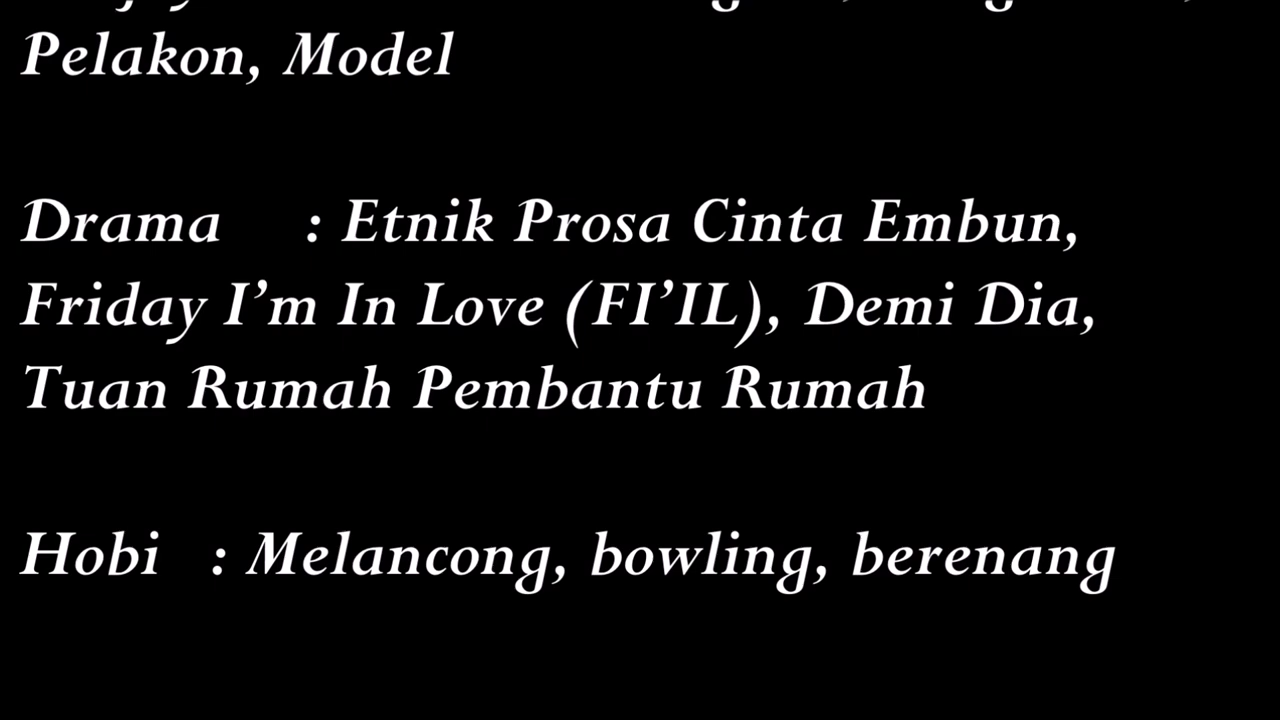 Pelakon, Model
Drama : Etnik Prosa Cinta Embun,
Friday I'm In Love (FI'IL), Demi Dia,
Tuan Rumah Pembantu Rumah
Hobi : Melancong, bowling, berenang